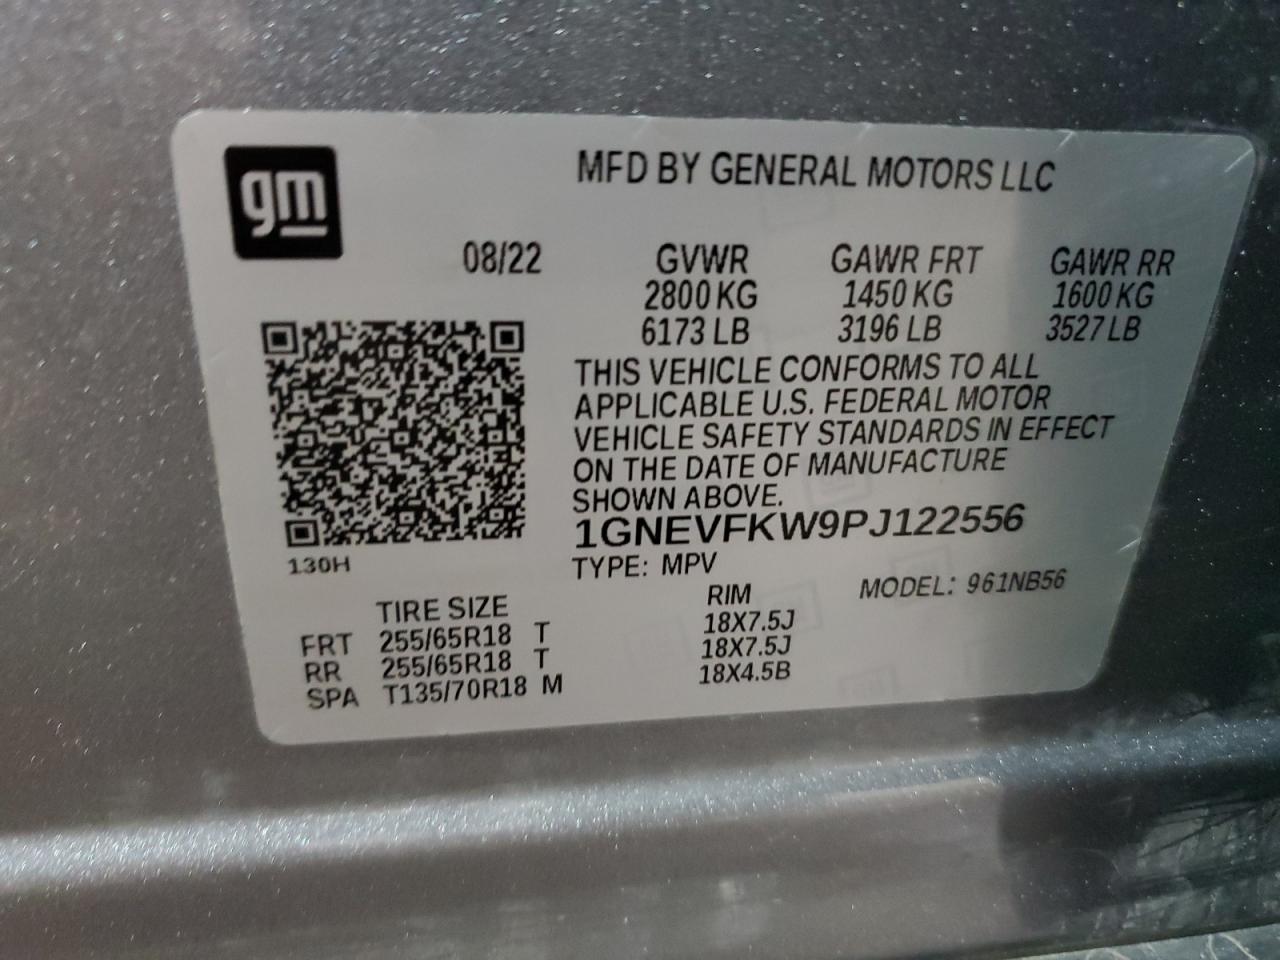 gm
MFD BY GENERAL MOTORS LLC
08/22 GVWR GAWR FRT GAWR RR
2800 KG 1450 KG 1600 KG
6173 LB 3196 LB 3527 LB
THIS VEHICLE CONFORMS TO ALL
APPLICABLE U.S. FEDERAL MOTOR
VEHICLE SAFETY STANDARDS IN EFFECT
ON THE DATE OF MANUFACTURE
SHOWN ABOVE.
1GNEVFKW9PJ122556
130H
TYPE: MPV MODEL: 961NB56
TIRE SIZE RIM
FRT 255/65R18 T 18X7.5J
RR 255/65R18 T 18X7.5J
SPA T135/70R18 M 18X4.5B